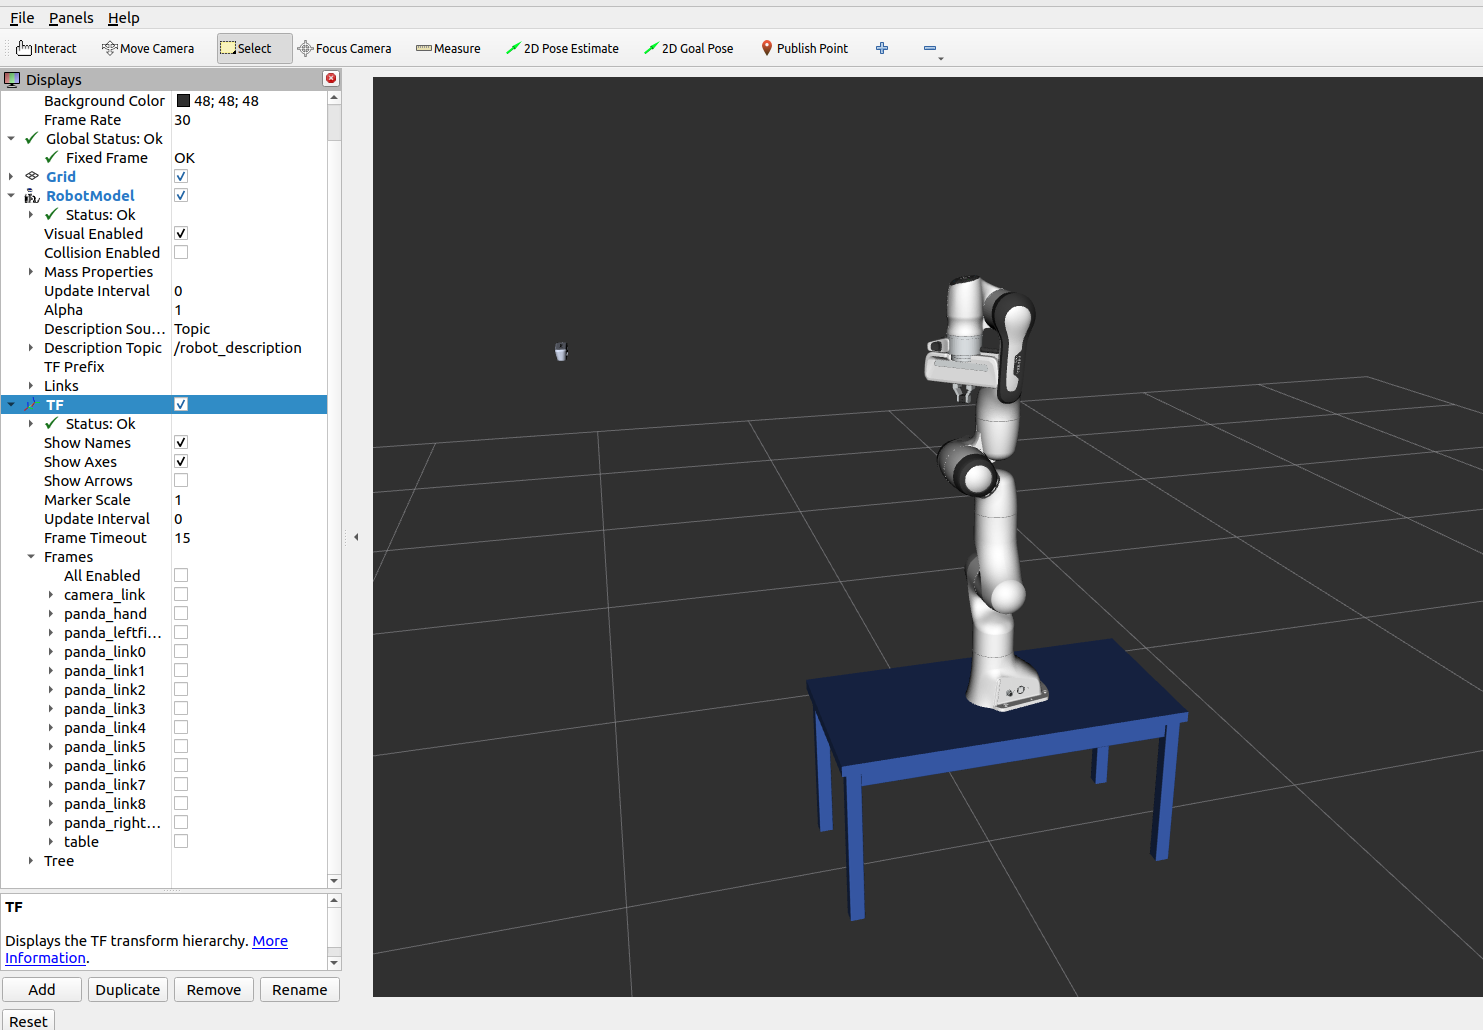 File Panels Help
Interact Move Camera Select Focus Camera Measure 2D Pose Estimate 2D Goal Pose Publish Point
Displays
Background Color 48; 48; 48
Frame Rate 30
Global Status: Ok
Fixed Frame OK
Grid
RobotModel
Status: Ok
Visual Enabled
Collision Enabled
Mass Properties
Update Interval 0
Alpha 1
Description Sou... Topic
Description Topic /robot_description
TF Prefix
Links
TF
Status: Ok
Show Names
Show Axes
Show Arrows
Marker Scale 1
Update Interval 0
Frame Timeout 15
Frames
All Enabled
camera_link
panda_hand
panda_leftfi...
panda_link0
panda_link1
panda_link2
panda_link3
panda_link4
panda_link5
panda_link6
panda_link7
panda_link8
panda_right...
table
Tree
TF
Displays the TF transform hierarchy. More
Information.
Add Duplicate Remove Rename
Reset